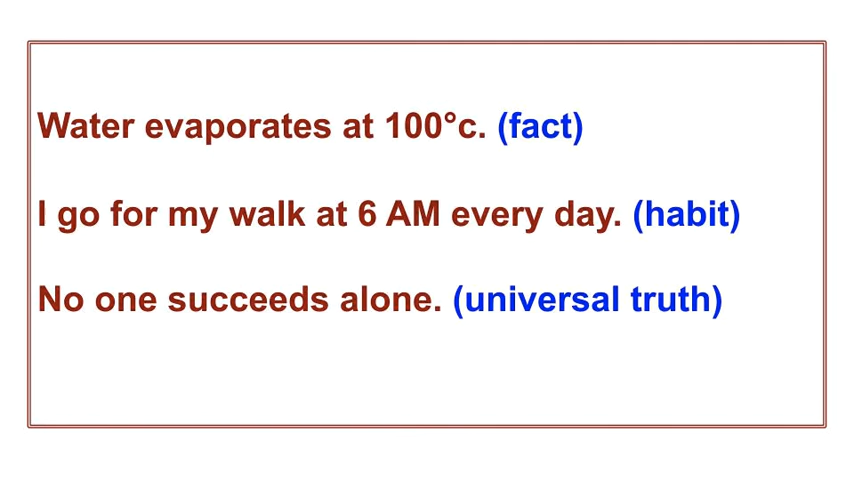 Water evaporates at 100°c. (fact)
I go for my walk at 6 AM every day. (habit)
No one succeeds alone. (universal truth)